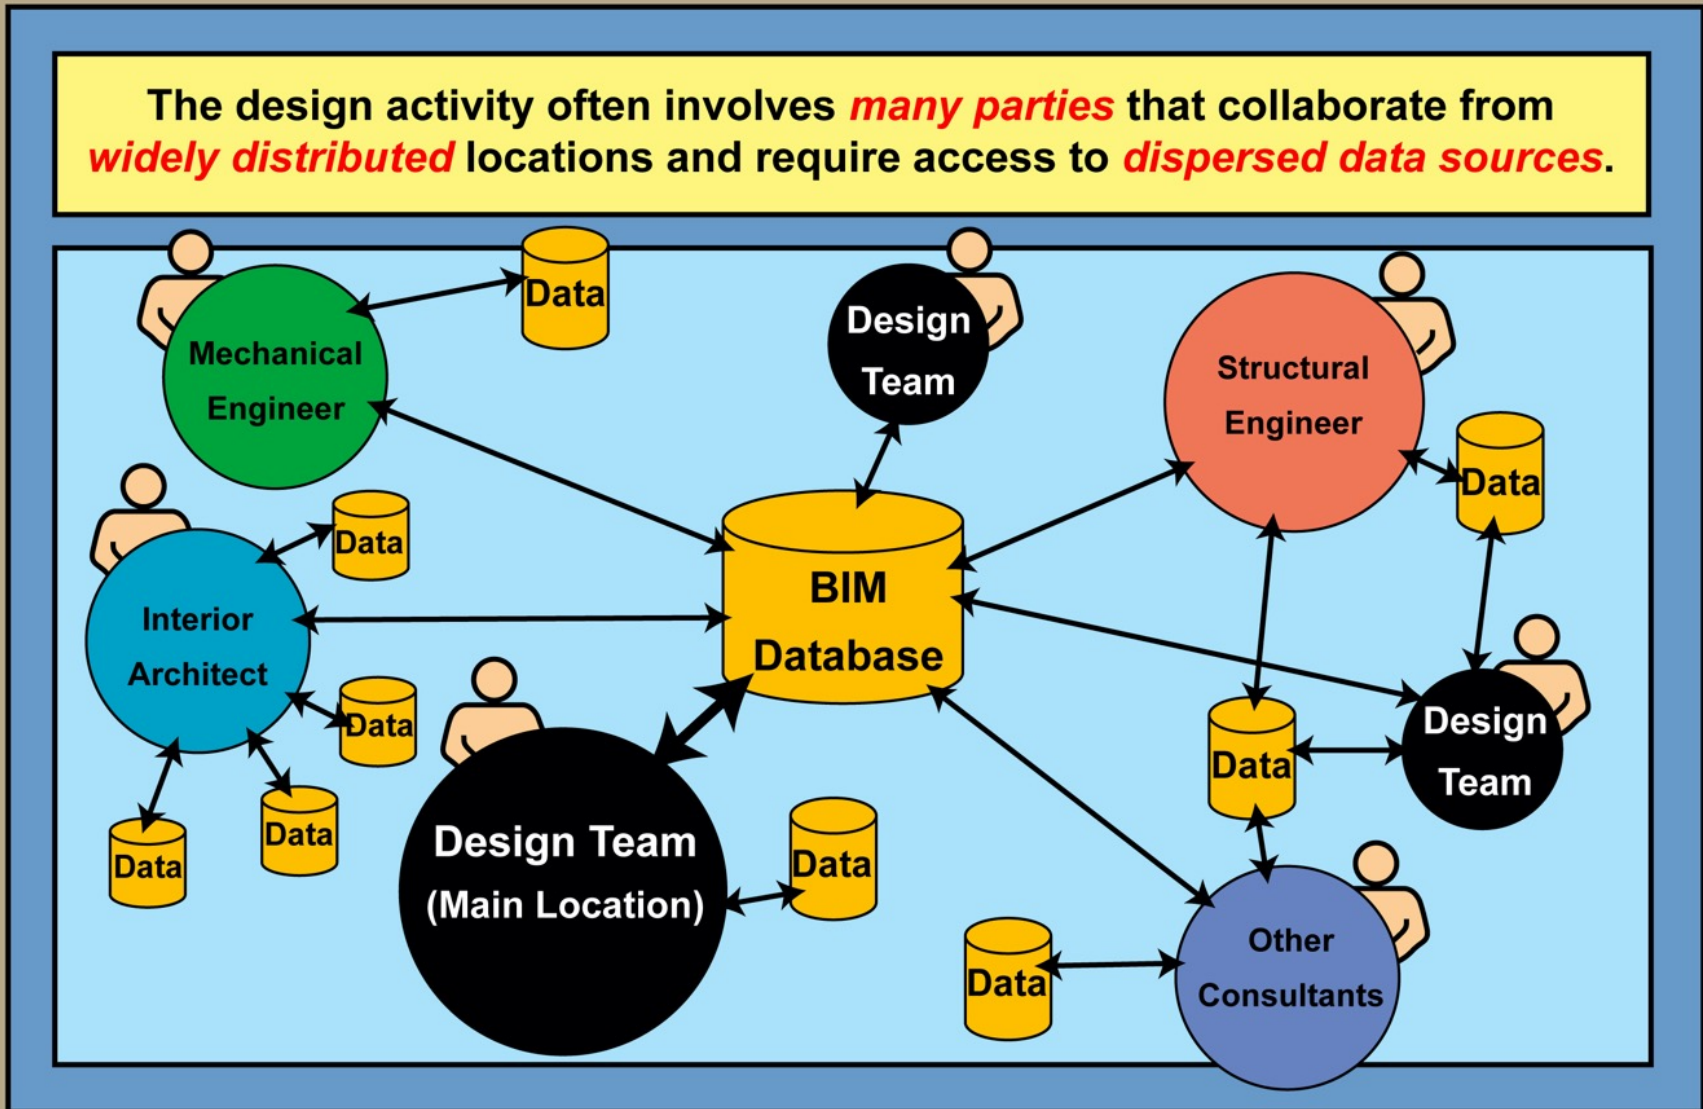 The design activity often involves many parties that collaborate from
widely distributed locations and require access to dispersed data sources.
Mechanical
Engineer
Data
Design
Team
Structural
Engineer
Data
Interior
Architect
Data
Data
Data
Data
BIM
Database
Design Team
(Main Location)
Data
Data
Design
Team
Data
Other
Consultants